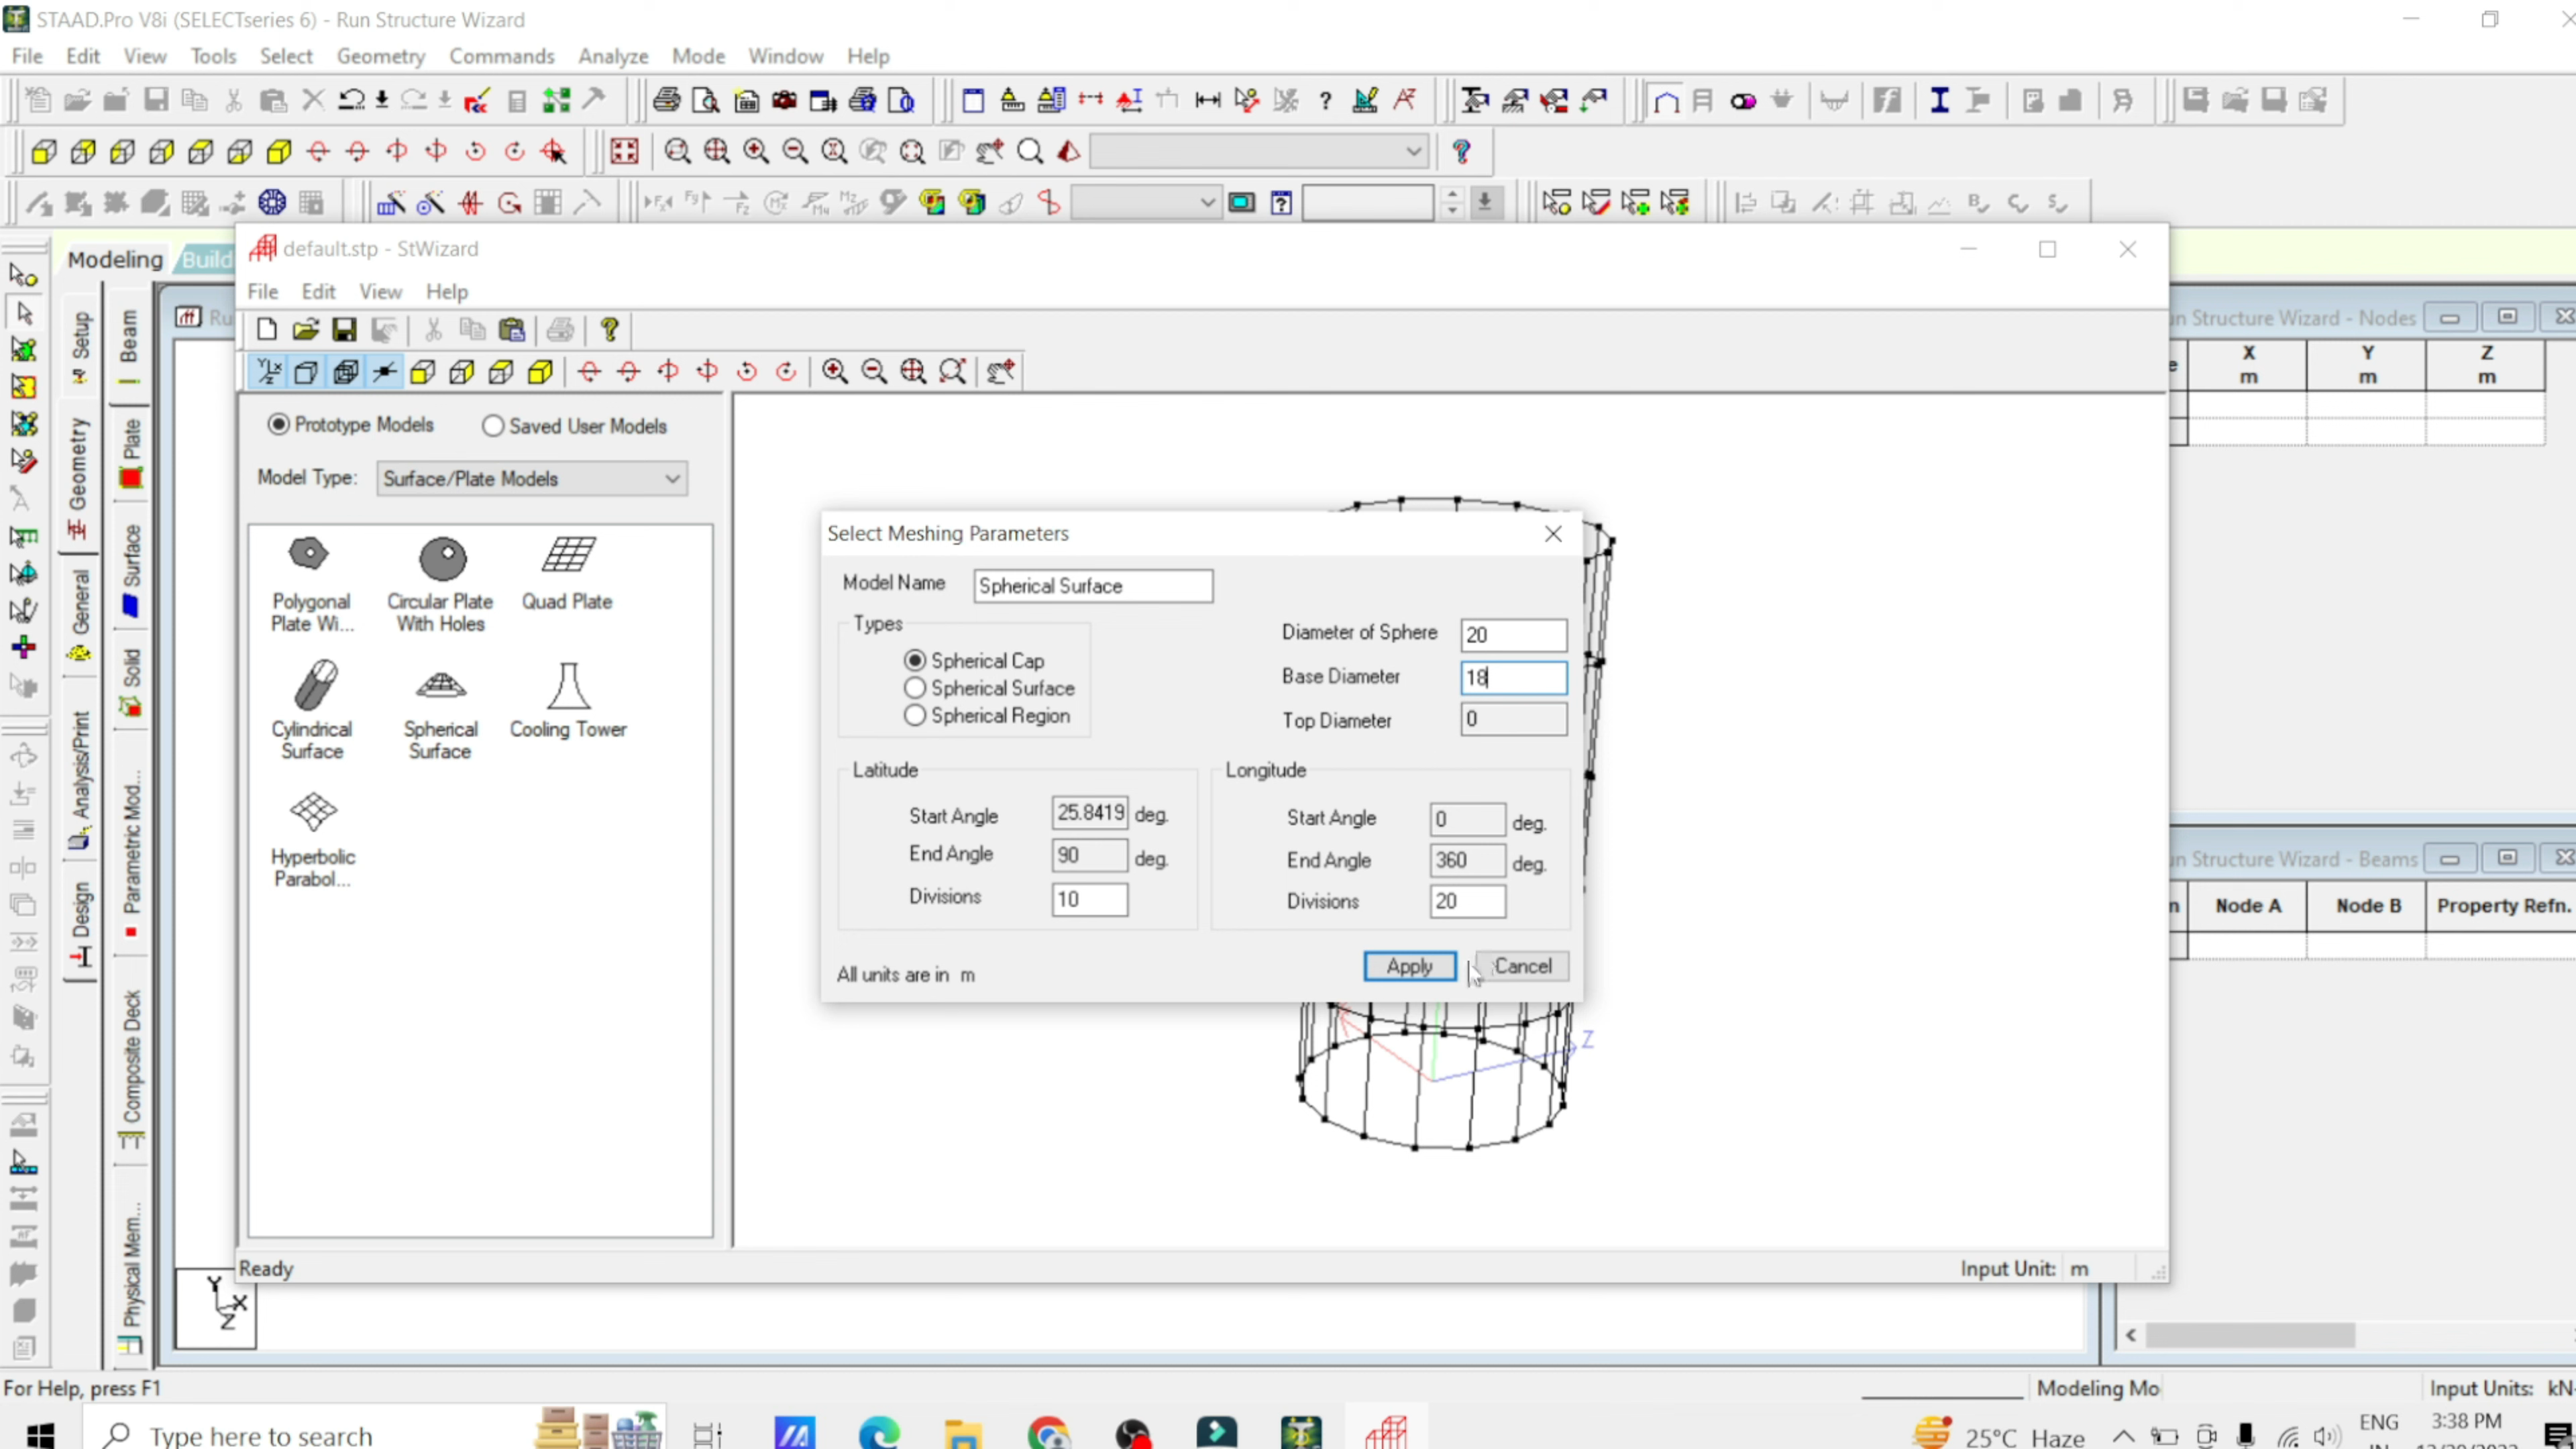 STAAD.Pro V8i (SELECTseries 6) - Run Structure Wizard
File Edit View Tools Select Geometry Commands Analyze Mode Window Help
Modeling Build
default.stp - StWizard
File Edit View Help
Prototype Models Saved User Models
Model Type: Surface/Plate Models
Polygonal Plate Wi...
Circular Plate With Holes
Quad Plate
Cylindrical Surface
Spherical Surface
Cooling Tower
Hyperbolic Parabol...
Select Meshing Parameters
Model Name Spherical Surface
Types
Spherical Cap
Spherical Surface
Spherical Region
Diameter of Sphere 20
Base Diameter 18
Top Diameter 0
Latitude
Start Angle 25.8419 deg.
End Angle 90 deg.
Divisions 10
Longitude
Start Angle 0 deg.
End Angle 360 deg.
Divisions 20
All units are in m
Apply Cancel
Z
Ready
Input Unit: m
Setup
Geometry
General
Analysis/Print
Design
Beam
Plate
Surface
Solid
Parametric Mod...
Composite Deck
Physical Mem...
Ru
un Structure Wizard - Nodes
e X m Y m Z m
un Structure Wizard - Beams
n Node A Node B Property Refn.
Y X Z
For Help, press F1
Modeling Mo
Input Units: kN
Type here to search
25°C Haze
ENG
3:38 PM